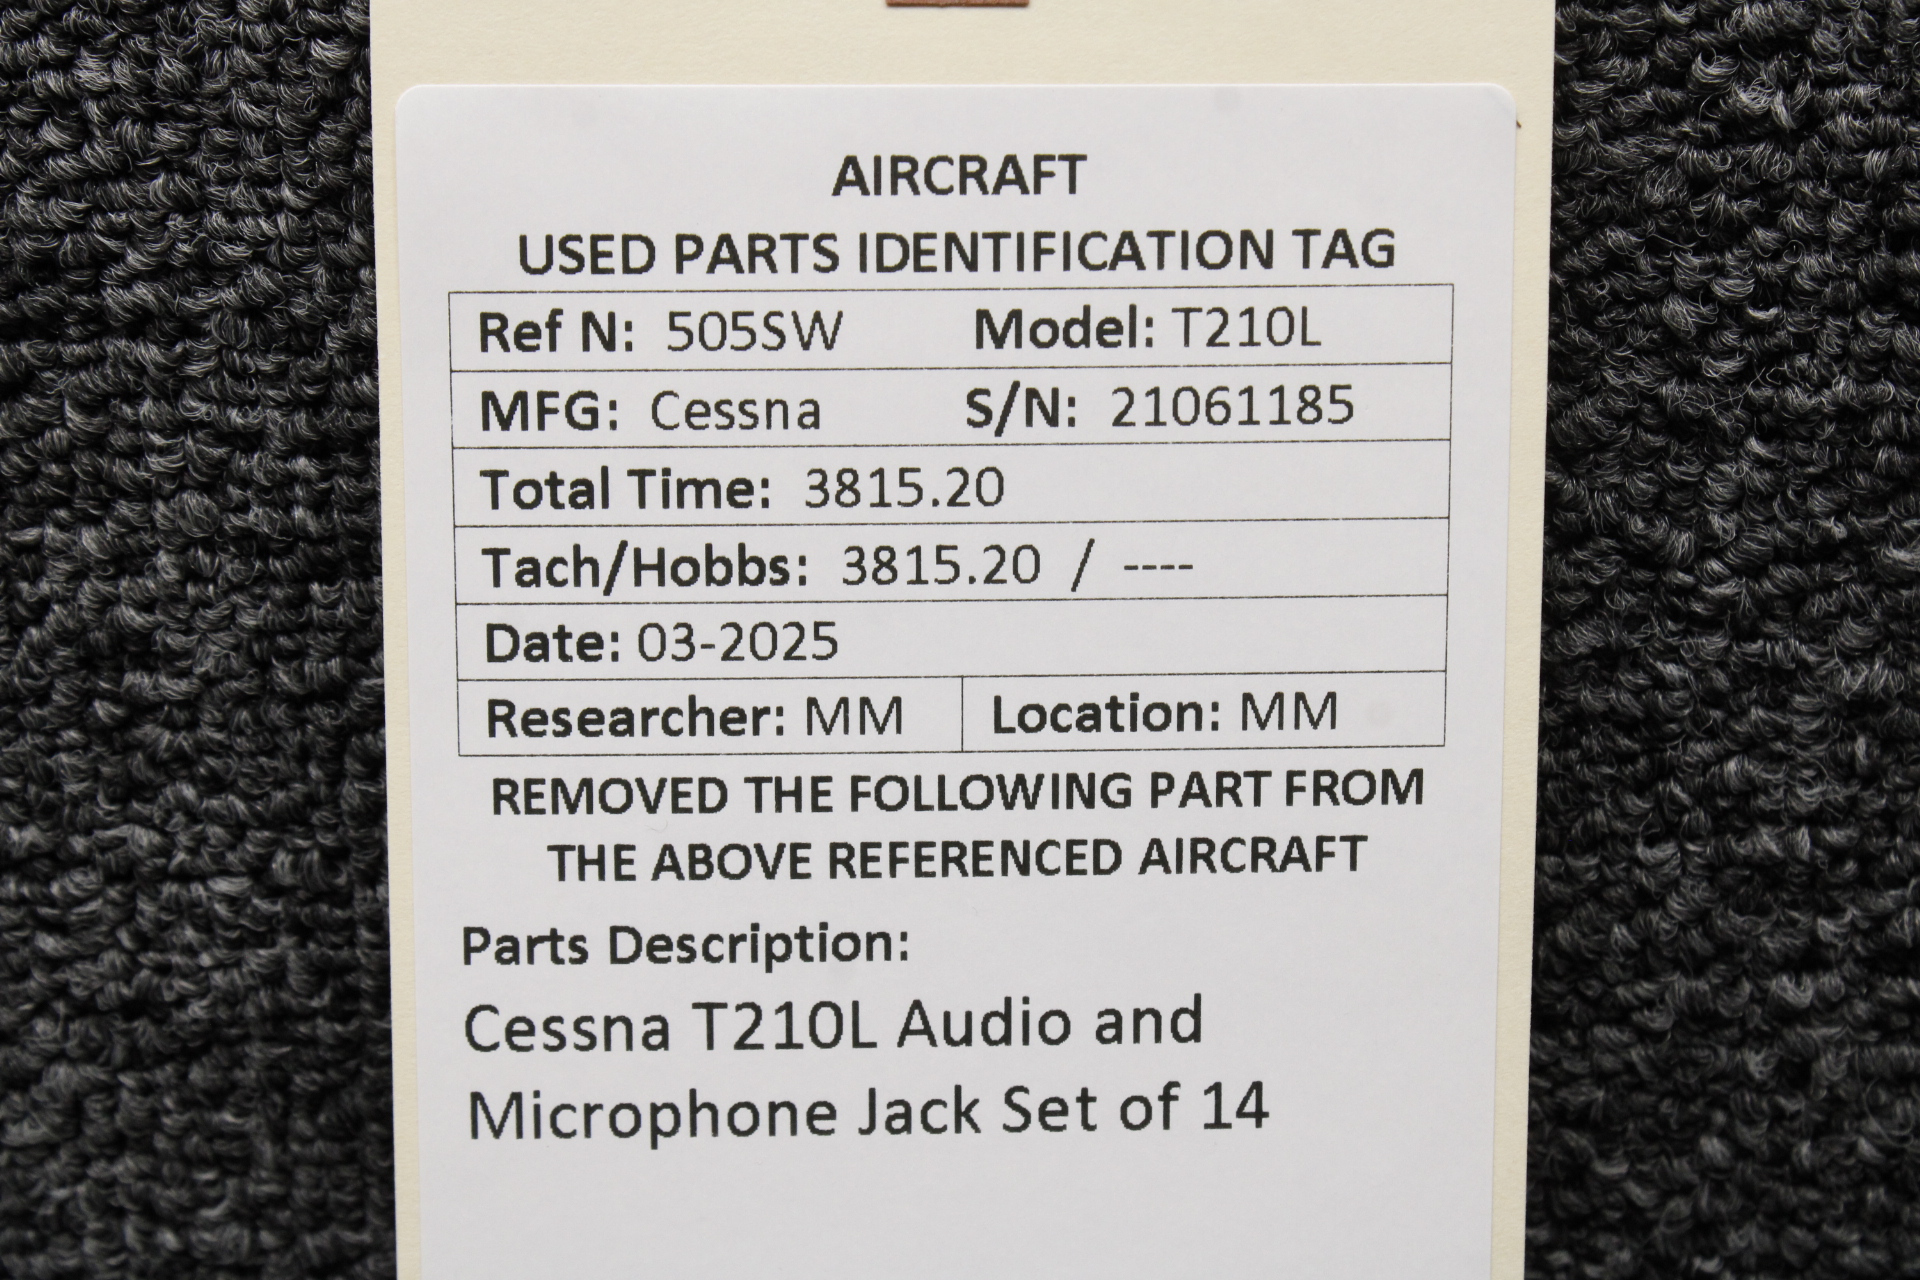 AIRCRAFT
USED PARTS IDENTIFICATION TAG
Ref N: 505SW Model: T210L
MFG: Cessna S/N: 21061185
Total Time: 3815.20
Tach/Hobbs: 3815.20 / ----
Date: 03-2025
Researcher: MM Location: MM
REMOVED THE FOLLOWING PART FROM
THE ABOVE REFERENCED AIRCRAFT
Parts Description:
Cessna T210L Audio and
Microphone Jack Set of 14